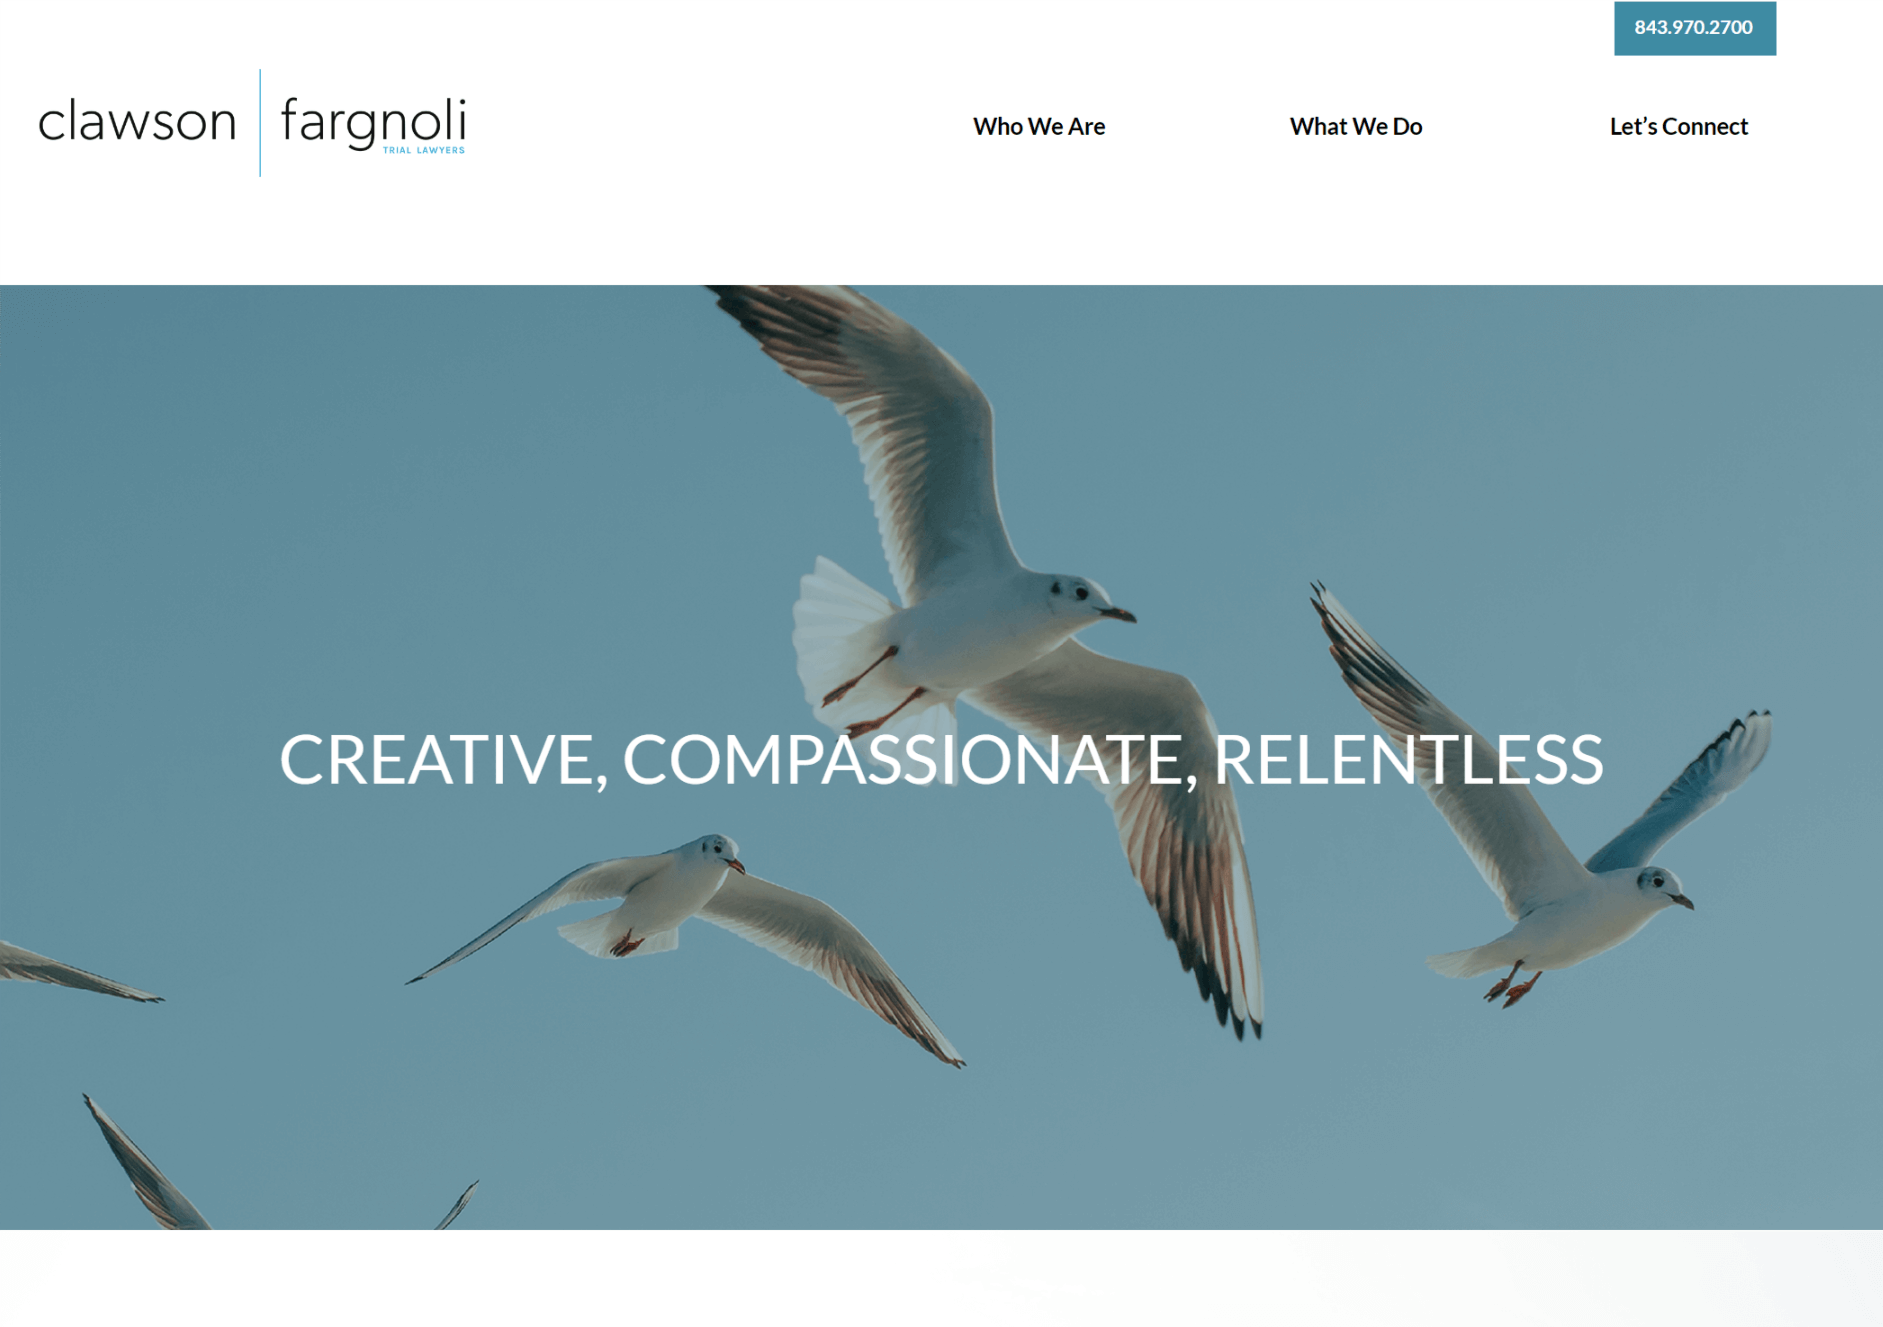 843.970.2700
clawson fargnoli
TRIAL LAWYERS
Who We Are
What We Do
Let’s Connect
CREATIVE, COMPASSIONATE, RELENTLESS